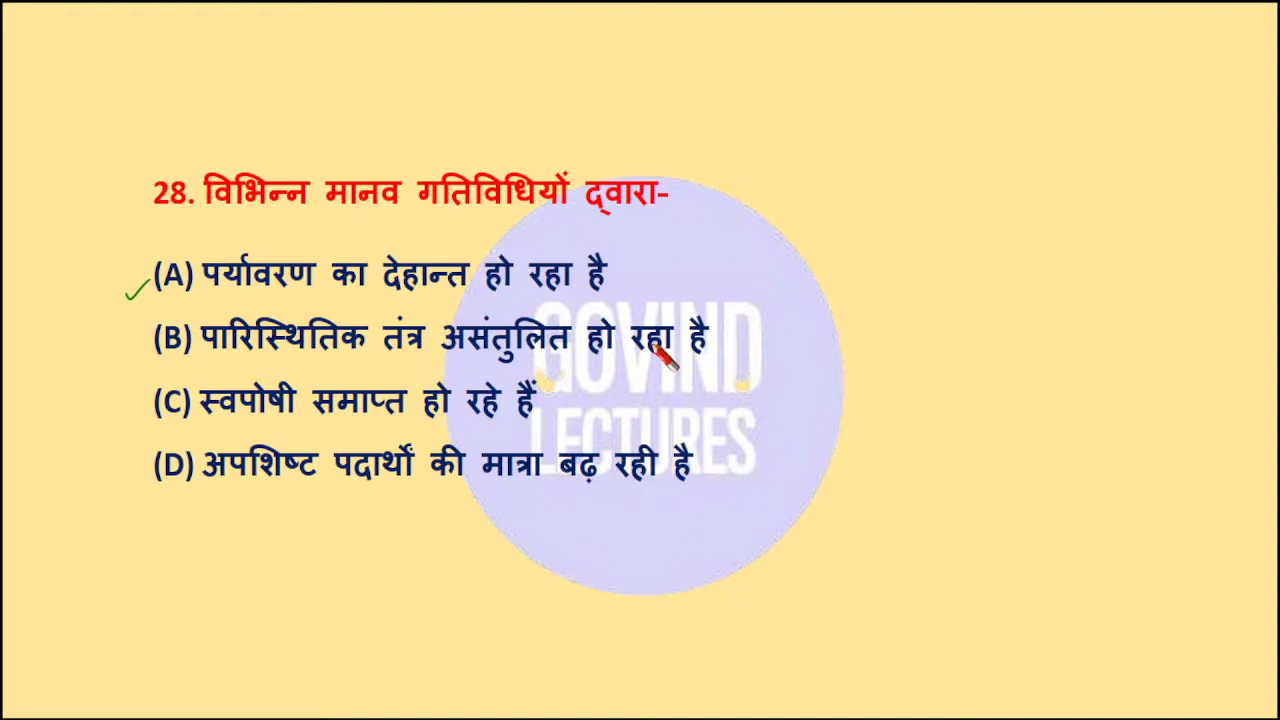 28. विभिन्न मानव गतिविधियों द्वारा-
(A) पर्यावरण का देहान्त हो रहा है
(B) पारिस्थितिक तंत्र असंतुलित हो रहा है
(C) स्वपोषी समाप्त हो रहे हैं
(D) अपशिष्ट पदार्थों की मात्रा बढ़ रही है
GOVIND
LECTURES